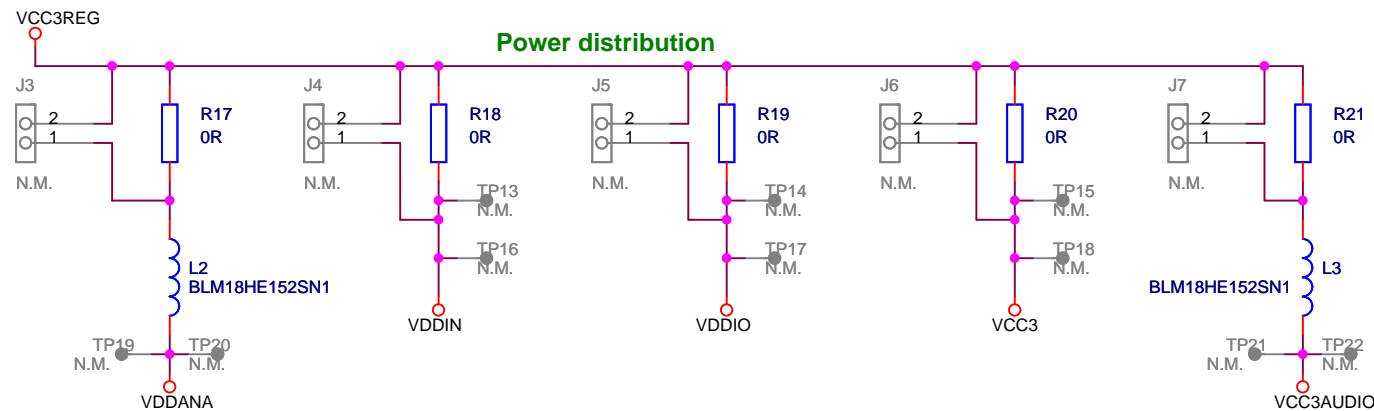 VCC3REG
Power distribution
J3
2
1
N.M.
R17
0R
J4
2
1
N.M.
R18
0R
J5
2
1
N.M.
R19
0R
J6
2
1
N.M.
R20
0R
J7
2
1
N.M.
R21
0R
TP13
N.M.
TP14
N.M.
TP15
N.M.
TP16
N.M.
TP17
N.M.
TP18
N.M.
L2
BLM18HE152SN1
L3
BLM18HE152SN1
VDDIN
VDDIO
VCC3
TP19
N.M.
TP20
N.M.
TP21
N.M.
TP22
N.M.
VDDANA
VCC3AUDIO